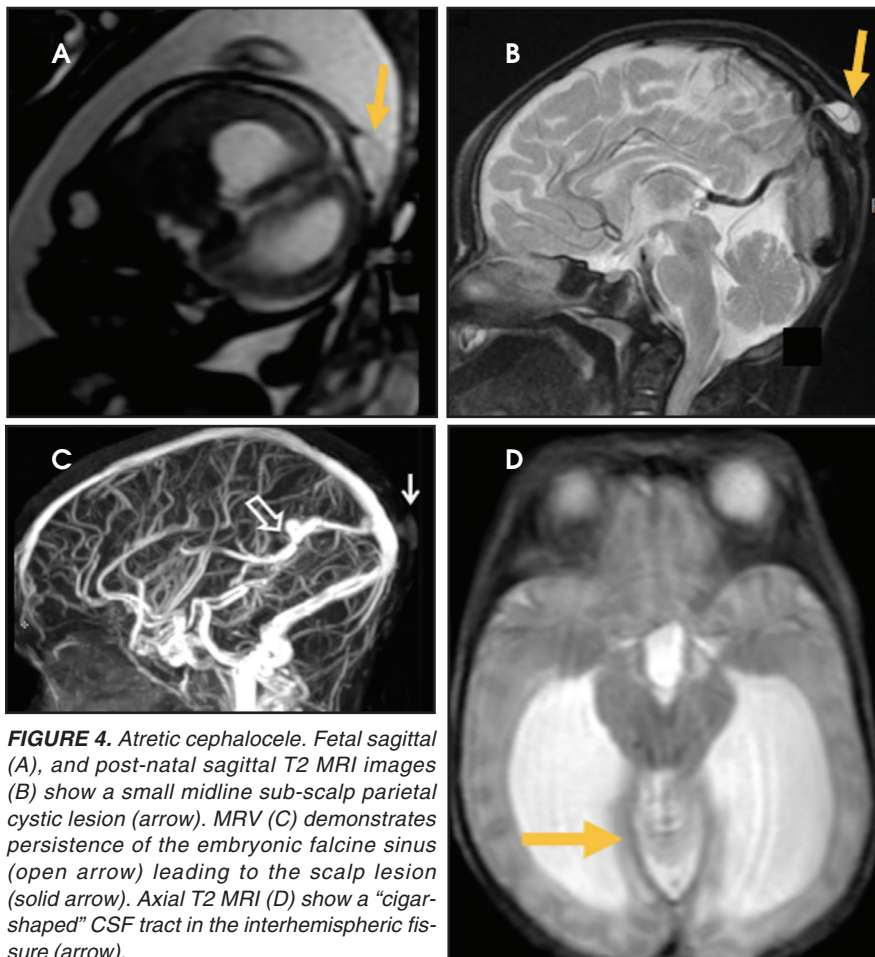 A
B
C
D
FIGURE 4. Atretic cephalocele. Fetal sagittal
(A), and post-natal sagittal T2 MRI images
(B) show a small midline sub-scalp parietal
cystic lesion (arrow). MRV (C) demonstrates
persistence of the embryonic falcine sinus
(open arrow) leading to the scalp lesion
(solid arrow). Axial T2 MRI (D) show a “cigar-
shaped” CSF tract in the interhemispheric fis-
sure (arrow).